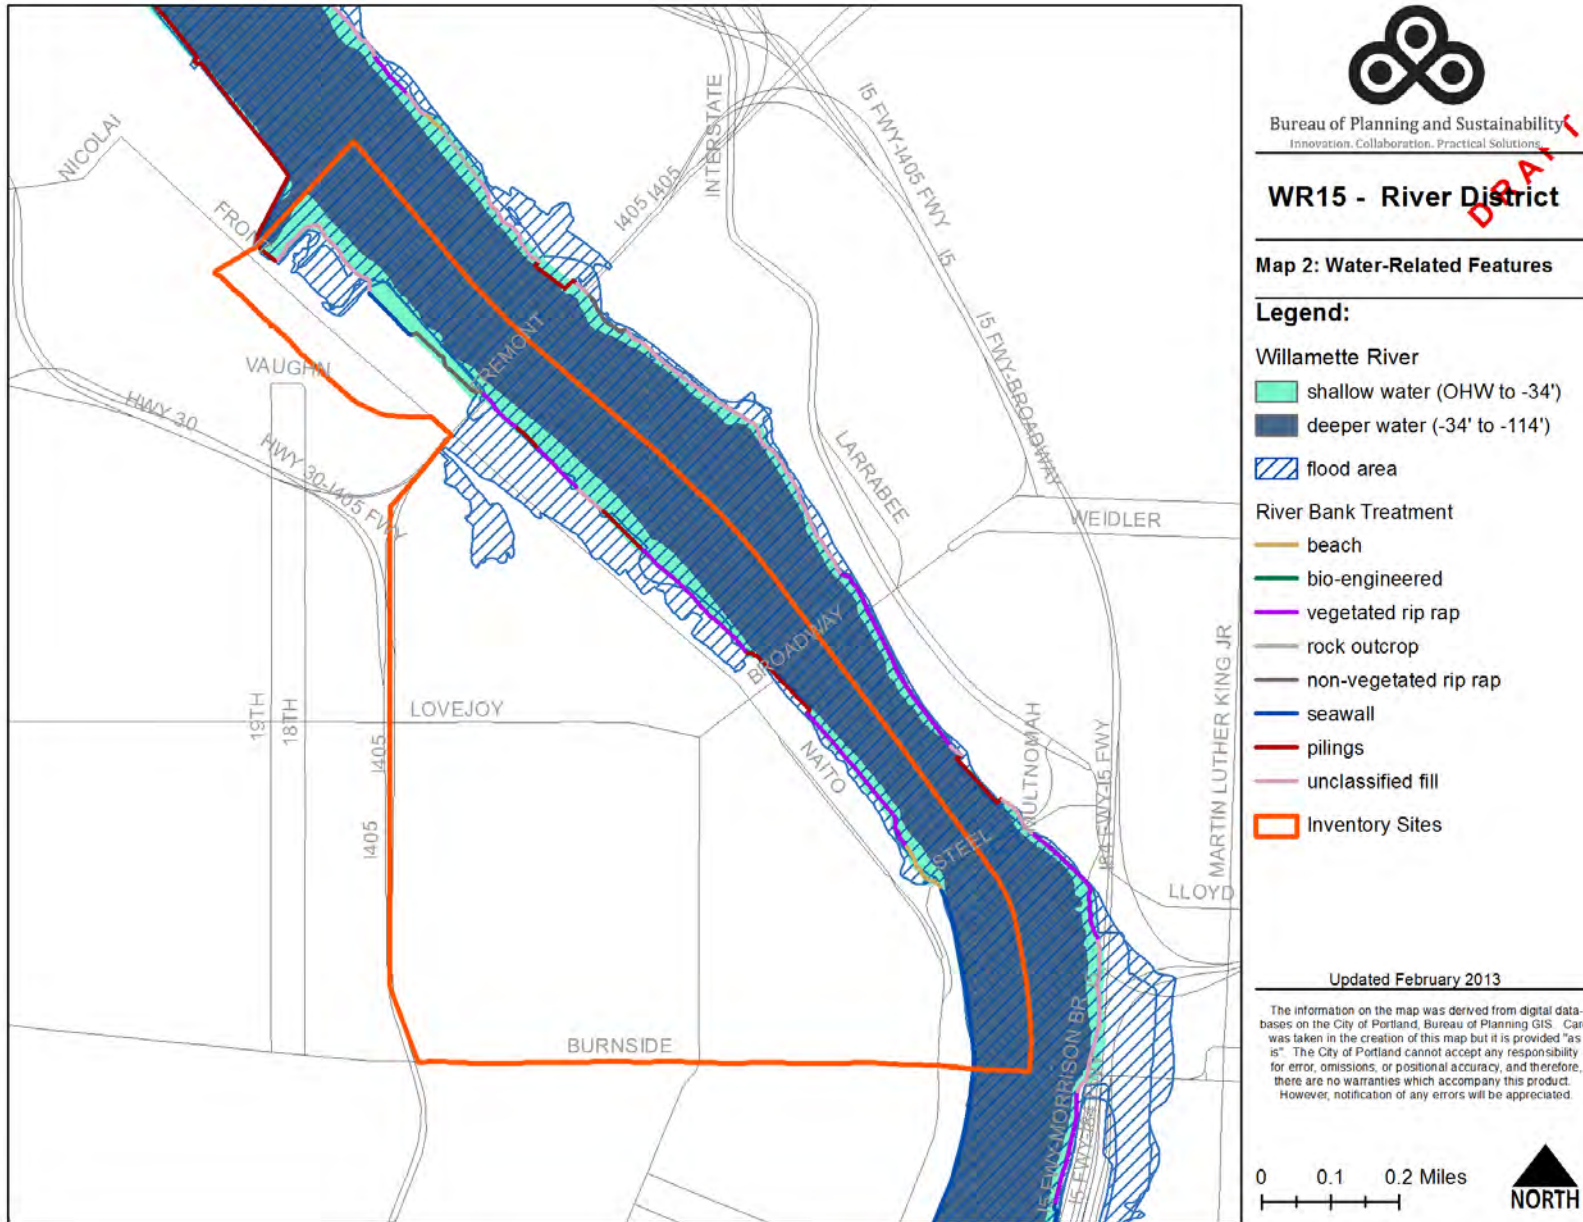 NICOLAI
FRONT
VAUGHN
HWY 30
HWY 30-I405 FWY
19TH
18TH
I405
I405
LOVEJOY
BURNSIDE
FREMONT
BROADWAY
NAITO
STEEL
I405 I405
INTERSTATE
I5 FWY-I405 FWY
I5
I5 FWY-BROADWAY
LARRABEE
WEIDLER
MULTNOMAH
I84 FWY-I5 FWY
MARTIN LUTHER KING JR
LLOYD
I5 FWY-MORRISON BR
I5 FWY-I84
Bureau of Planning and Sustainability
Innovation. Collaboration. Practical Solutions.
DRAFT
WR15 - River District
Map 2: Water-Related Features
Legend:
Willamette River
shallow water (OHW to -34')
deeper water (-34' to -114')
flood area
River Bank Treatment
beach
bio-engineered
vegetated rip rap
rock outcrop
non-vegetated rip rap
seawall
pilings
unclassified fill
Inventory Sites
Updated February 2013
The information on the map was derived from digital data-
bases on the City of Portland, Bureau of Planning GIS. Care
was taken in the creation of this map but it is provided "as
is". The City of Portland cannot accept any responsibility
for error, omissions, or positional accuracy, and therefore,
there are no warranties which accompany this product.
However, notification of any errors will be appreciated.
0 0.1 0.2 Miles
NORTH